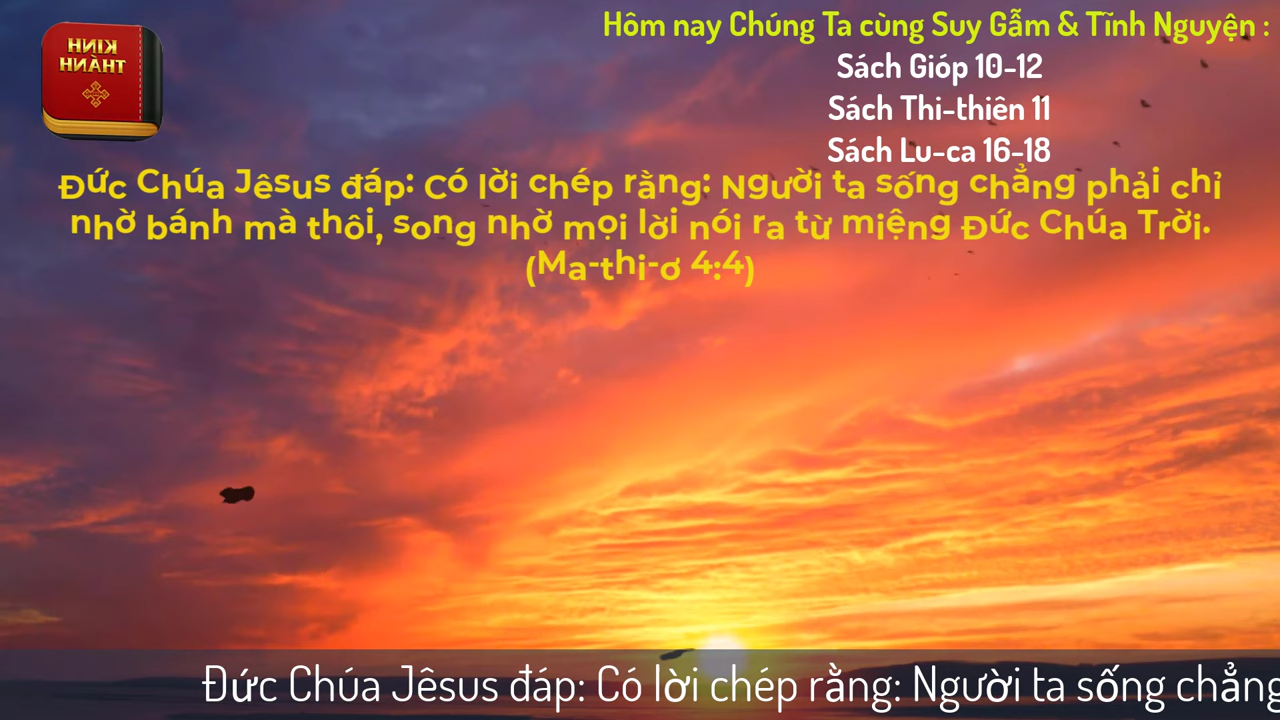 KINH
THÁNH
Hôm nay Chúng Ta cùng Suy Gẫm & Tĩnh Nguyện :
Sách Gióp 10-12
Sách Thi-thiên 11
Sách Lu-ca 16-18
Đức Chúa Jêsus đáp: Có lời chép rằng: Người ta sống chẳng phải chỉ
nhờ bánh mà thôi, song nhờ mọi lời nói ra từ miệng Đức Chúa Trời.
(Ma-thi-ơ 4:4)
Đức Chúa Jêsus đáp: Có lời chép rằng: Người ta sống chẳng